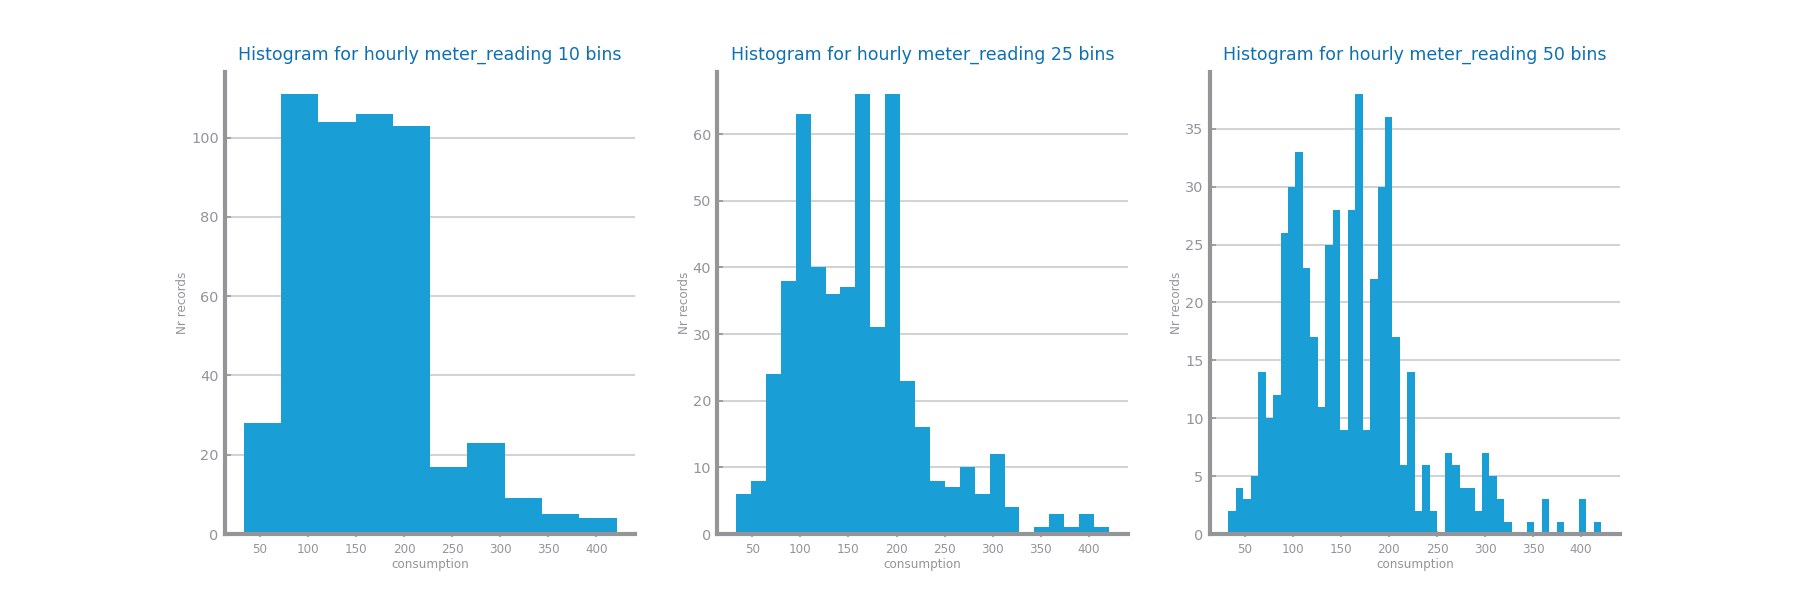 Histogram for hourly meter_reading 10 bins
Nr records
100
80
60
40
20
0
50 100 150 200 250 300 350 400
consumption
Histogram for hourly meter_reading 25 bins
Nr records
60
50
40
30
20
10
0
50 100 150 200 250 300 350 400
consumption
Histogram for hourly meter_reading 50 bins
Nr records
35
30
25
20
15
10
5
0
50 100 150 200 250 300 350 400
consumption